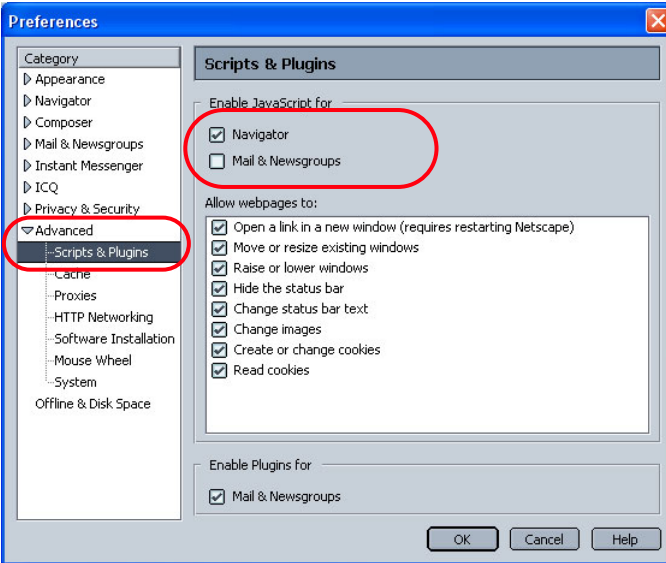 Preferences
Category
Appearance
Navigator
Composer
Mail & Newsgroups
Instant Messenger
ICQ
Privacy & Security
Advanced
Scripts & Plugins
Cache
Proxies
HTTP Networking
Software Installation
Mouse Wheel
System
Offline & Disk Space
Scripts & Plugins
Enable JavaScript for
Navigator
Mail & Newsgroups
Allow webpages to:
Open a link in a new window (requires restarting Netscape)
Move or resize existing windows
Raise or lower windows
Hide the status bar
Change status bar text
Change images
Create or change cookies
Read cookies
Enable Plugins for
Mail & Newsgroups
OK
Cancel
Help